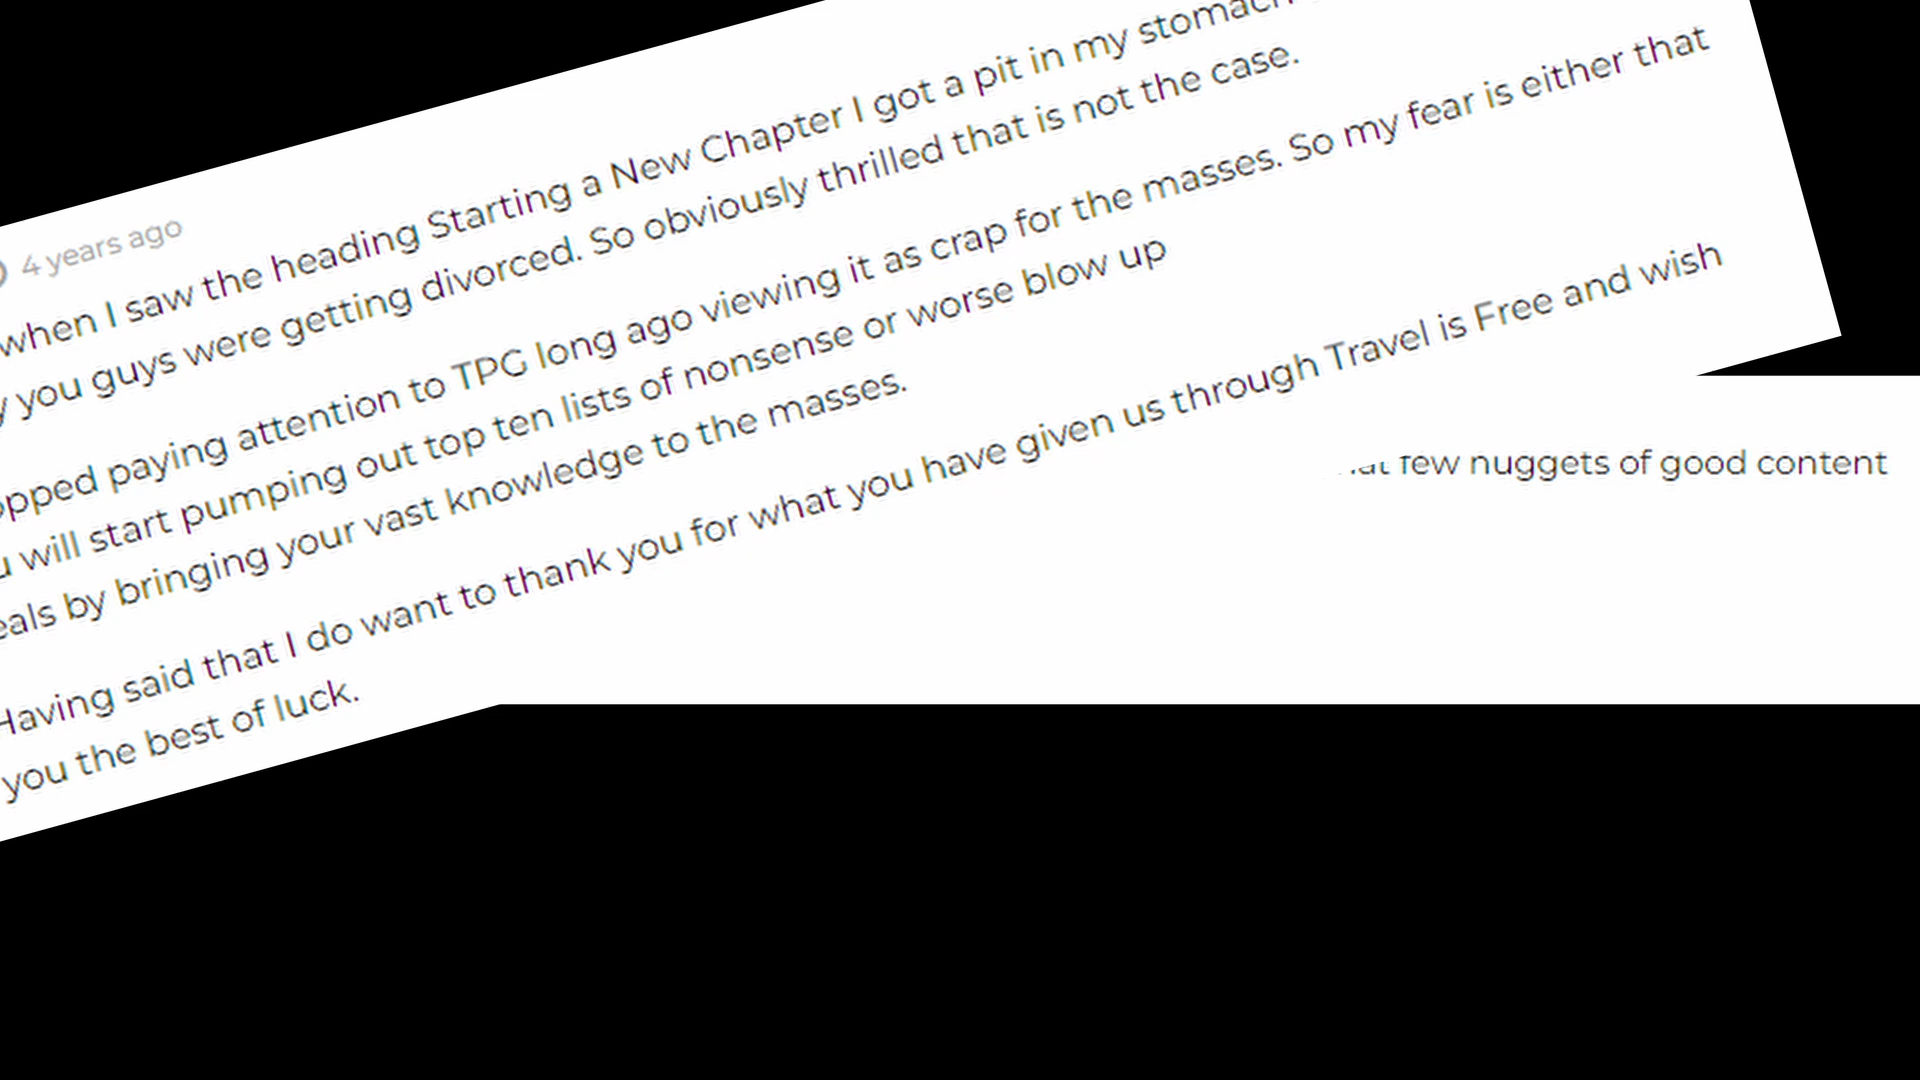 4 years ago
when I saw the heading Starting a New Chapter I got a pit in my stomach
you guys were getting divorced. So obviously thrilled that is not the case.
paying attention to TPG long ago viewing it as crap for the masses. So my fear is either that
will start pumping out top ten lists of nonsense or worse blow up
by bringing your vast knowledge to the masses.
Having said that I do want to thank you for what you have given us through Travel is Free and wish
you the best of luck.
few nuggets of good content